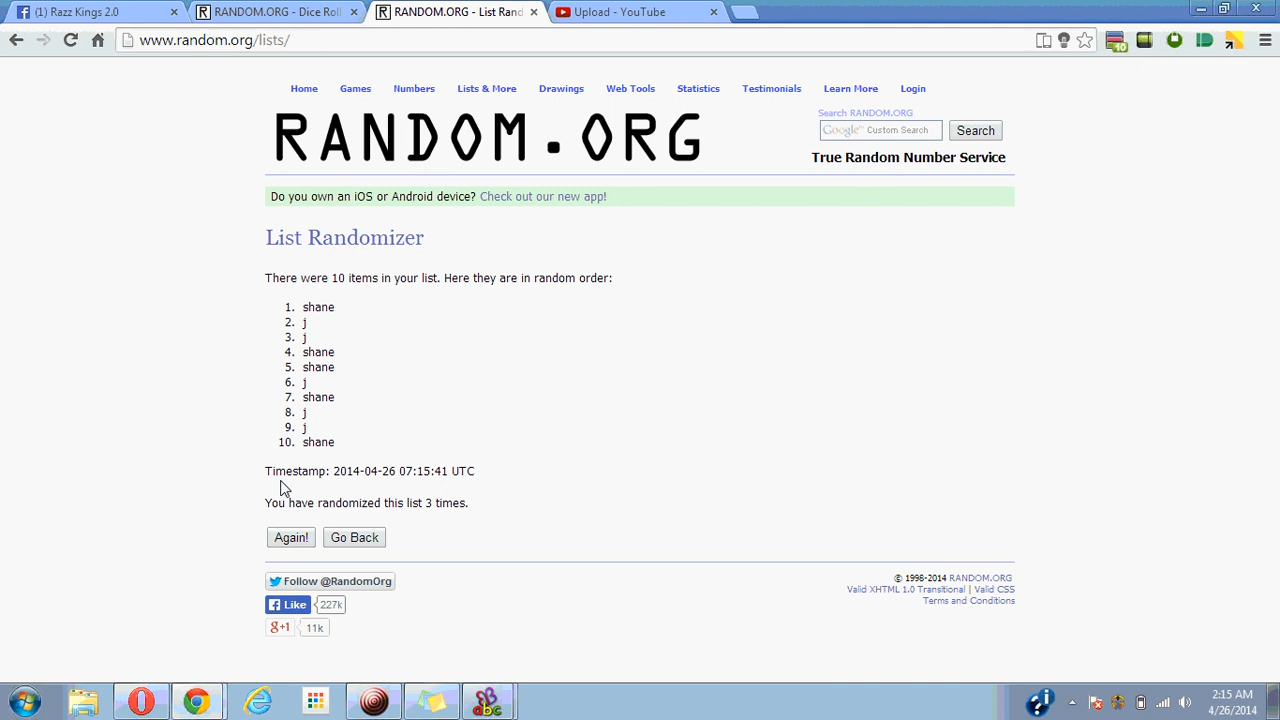 (1) Razz Kings 2.0
RANDOM.ORG - Dice Roll
RANDOM.ORG - List Ran
Upload - YouTube
www.random.org/lists/
10
Home Games Numbers Lists & More Drawings Web Tools Statistics Testimonials Learn More Login
RANDOM.ORG
Search RANDOM.ORG
Google™ Custom Search Search
True Random Number Service
Do you own an iOS or Android device? Check out our new app!
List Randomizer
There were 10 items in your list. Here they are in random order:
1. shane
2. j
3. j
4. shane
5. shane
6. j
7. shane
8. j
9. j
10. shane
Timestamp: 2014-04-26 07:15:41 UTC
You have randomized this list 3 times.
Again! Go Back
Follow @RandomOrg
Like 227k
g+1 11k
© 1998-2014 RANDOM.ORG
Valid XHTML 1.0 Transitional | Valid CSS
Terms and Conditions
abc
2:15 AM
4/26/2014